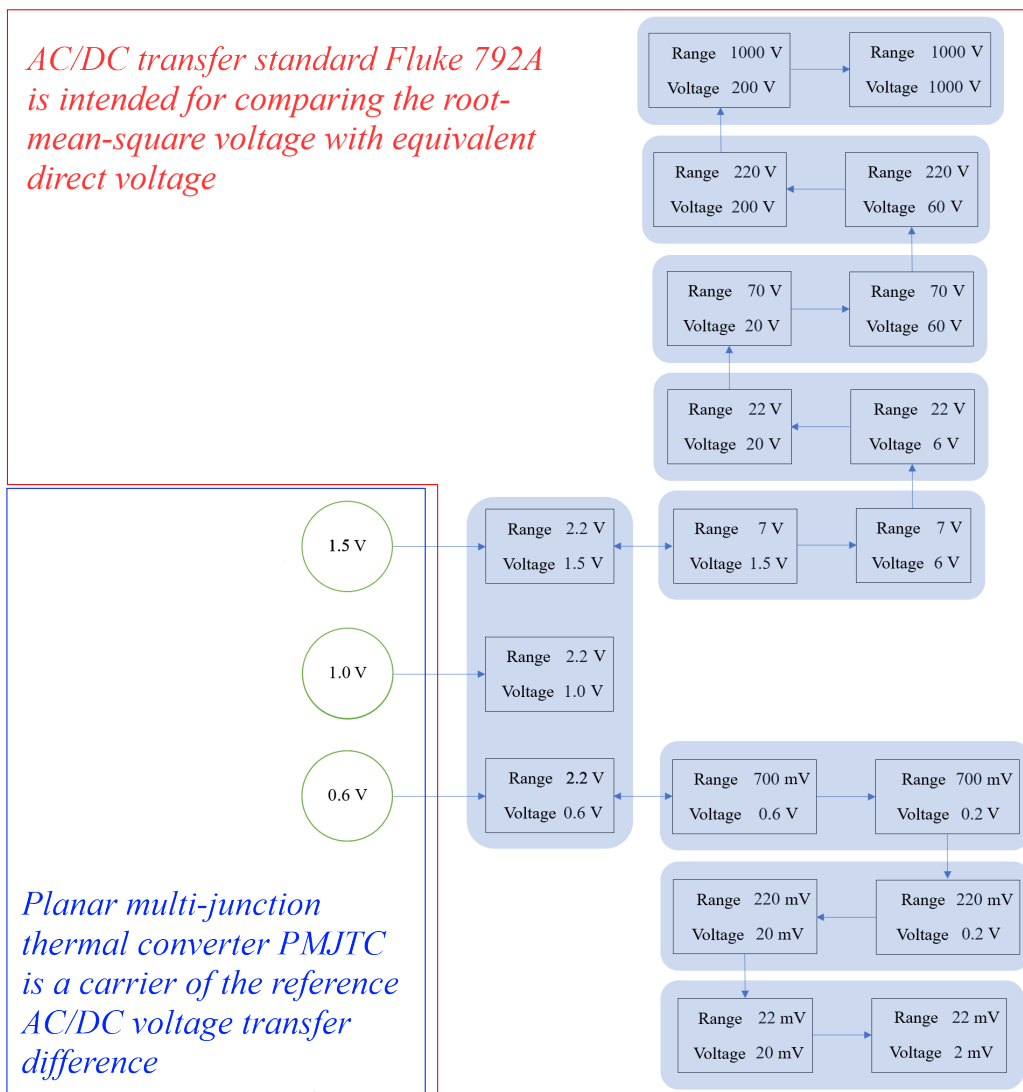 AC/DC transfer standard Fluke 792A
is intended for comparing the root-
mean-square voltage with equivalent
direct voltage
Range 1000 V
Voltage 200 V
Range 1000 V
Voltage 1000 V
Range 220 V
Voltage 200 V
Range 220 V
Voltage 60 V
Range 70 V
Voltage 20 V
Range 70 V
Voltage 60 V
Range 22 V
Voltage 20 V
Range 22 V
Voltage 6 V
1.5 V
Range 2.2 V
Voltage 1.5 V
Range 7 V
Voltage 1.5 V
Range 7 V
Voltage 6 V
1.0 V
Range 2.2 V
Voltage 1.0 V
0.6 V
Range 2.2 V
Voltage 0.6 V
Range 700 mV
Voltage 0.6 V
Range 700 mV
Voltage 0.2 V
Range 220 mV
Voltage 20 mV
Range 220 mV
Voltage 0.2 V
Range 22 mV
Voltage 20 mV
Range 22 mV
Voltage 2 mV
Planar multi-junction
thermal converter PMJTC
is a carrier of the reference
AC/DC voltage transfer
difference